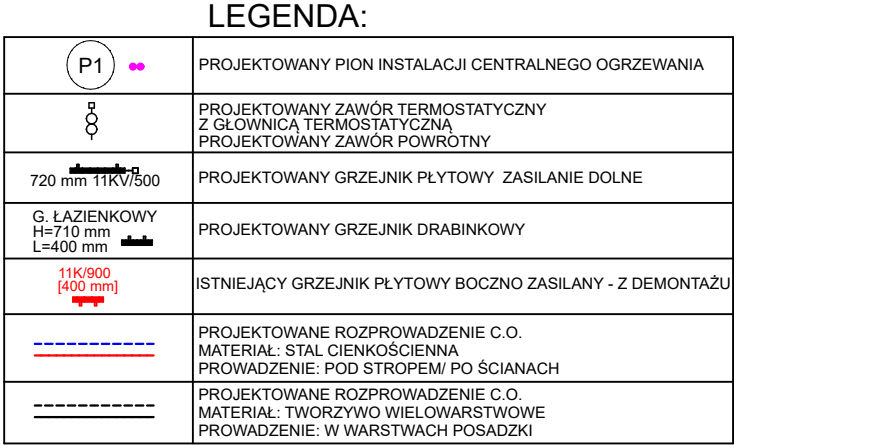 LEGENDA:
P1
PROJEKTOWANY PION INSTALACJI CENTRALNEGO OGRZEWANIA
PROJEKTOWANY ZAWÓR TERMOSTATYCZNY
Z GŁOWNICĄ TERMOSTATYCZNĄ
PROJEKTOWANY ZAWÓR POWROTNY
720 mm 11KV/500
PROJEKTOWANY GRZEJNIK PŁYTOWY ZASILANIE DOLNE
G. ŁAZIENKOWY
H=710 mm
L=400 mm
PROJEKTOWANY GRZEJNIK DRABINKOWY
11K/900
[400 mm]
ISTNIEJĄCY GRZEJNIK PŁYTOWY BOCZNO ZASILANY - Z DEMONTAŻU
PROJEKTOWANE ROZPROWADZENIE C.O.
MATERIAŁ: STAL CIENKOŚCIENNA
PROWADZENIE: POD STROPEM/ PO ŚCIANACH
PROJEKTOWANE ROZPROWADZENIE C.O.
MATERIAŁ: TWORZYWO WIELOWARSTWOWE
PROWADZENIE: W WARSTWACH POSADZKI